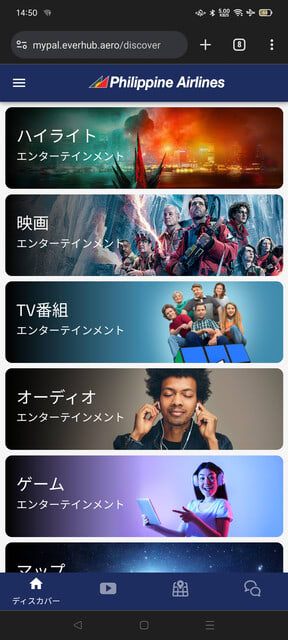 14:50
5.00
mypal.everhub.aero/discover
8
Philippine Airlines
ハイライト
エンターテインメント
映画
エンターテインメント
TV番組
エンターテインメント
オーディオ
エンターテインメント
ゲーム
エンターテインメント
マップ
ディスカバー